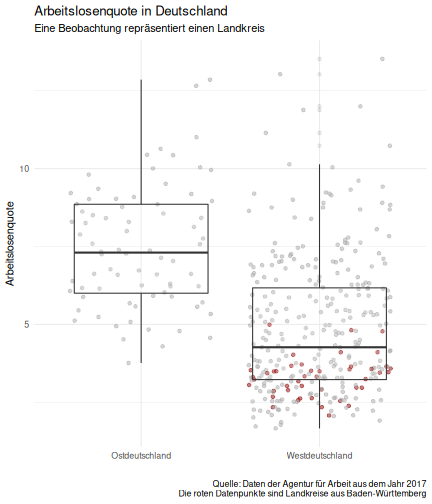 Arbeitslosenquote in Deutschland
Eine Beobachtung repräsentiert einen Landkreis
Arbeitslosenquote
10
5
Ostdeutschland
Westdeutschland
Quelle: Daten der Agentur für Arbeit aus dem Jahr 2017
Die roten Datenpunkte sind Landkreise aus Baden-Württemberg